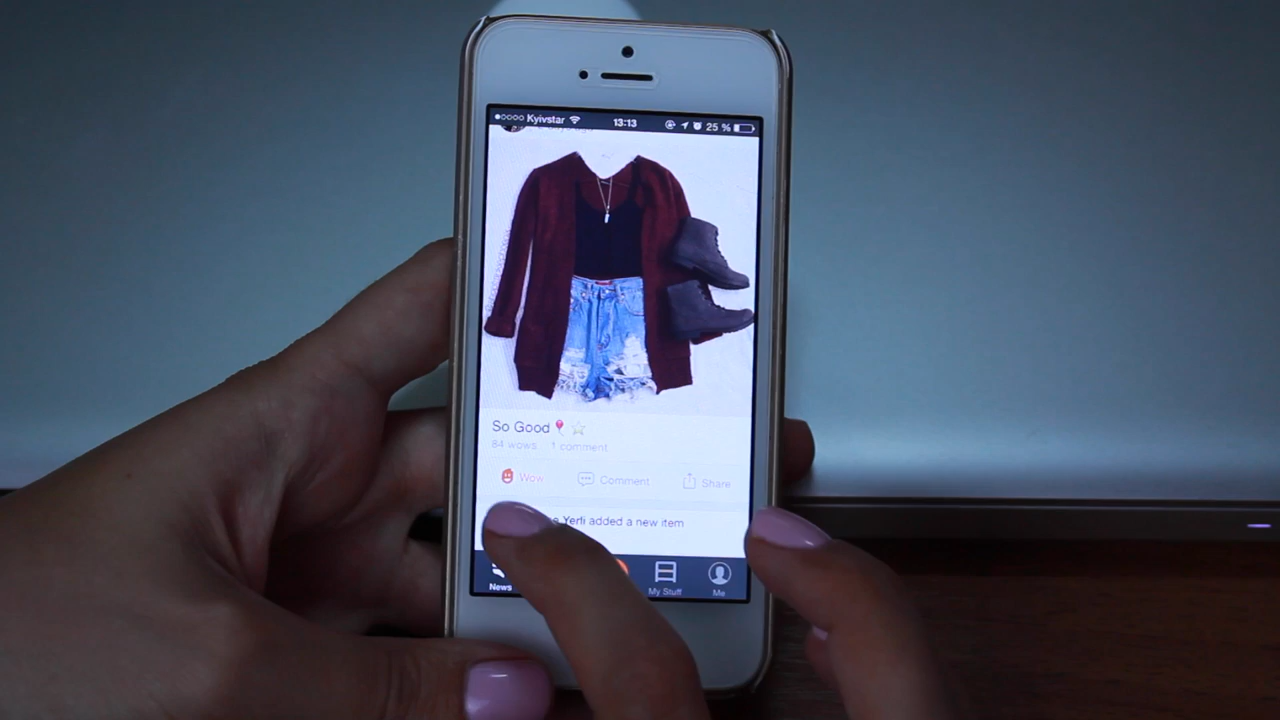 Kyivstar 13:13 25 %
So Good
84 wows 1 comment
Wow Comment Share
Yerli added a new item
News My Stuff Me